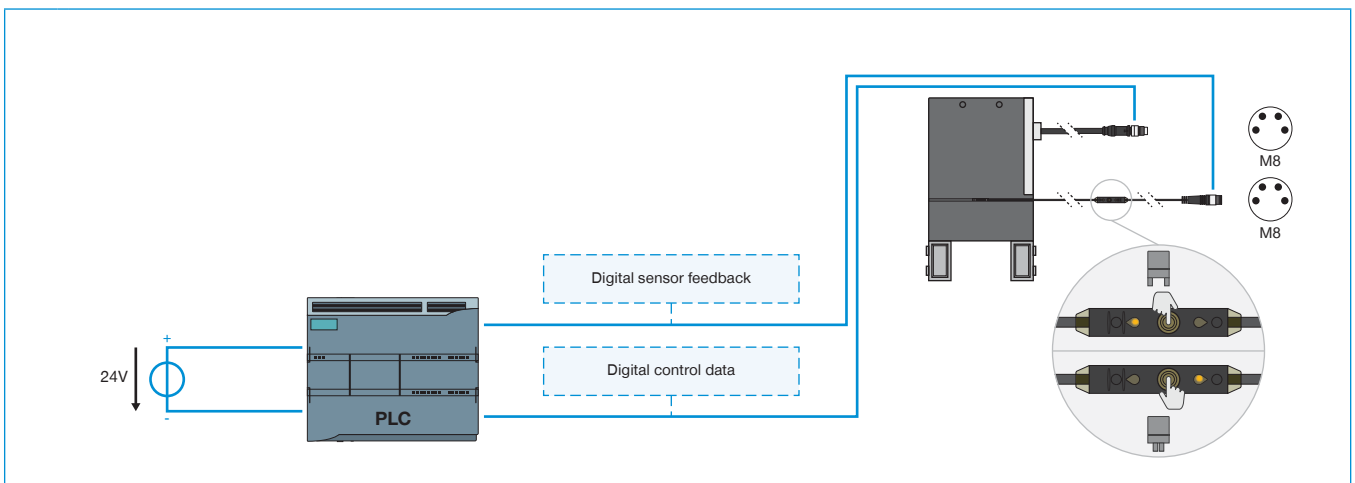 M8
M8
Digital sensor feedback
+
24V
Digital control data
-
PLC